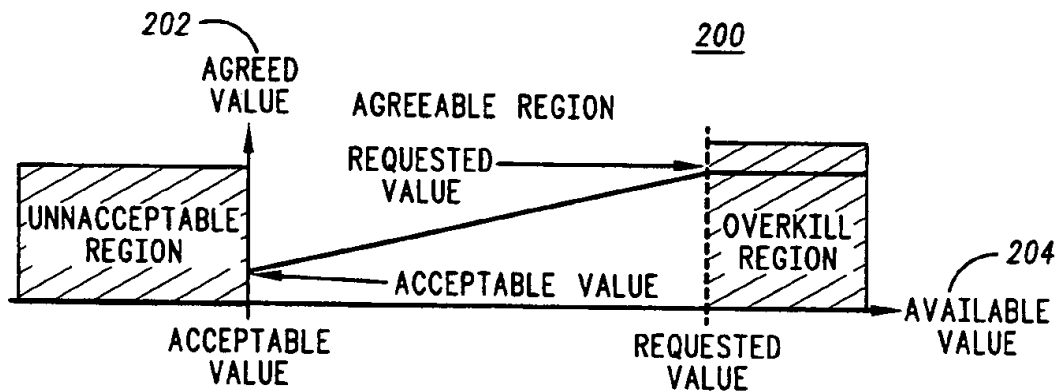 202
200
AGREED
VALUE
AGREEABLE REGION
REQUESTED
VALUE
UNNACCEPTABLE
REGION
OVERKILL
REGION
204
ACCEPTABLE VALUE
AVAILABLE
VALUE
ACCEPTABLE
VALUE
REQUESTED
VALUE